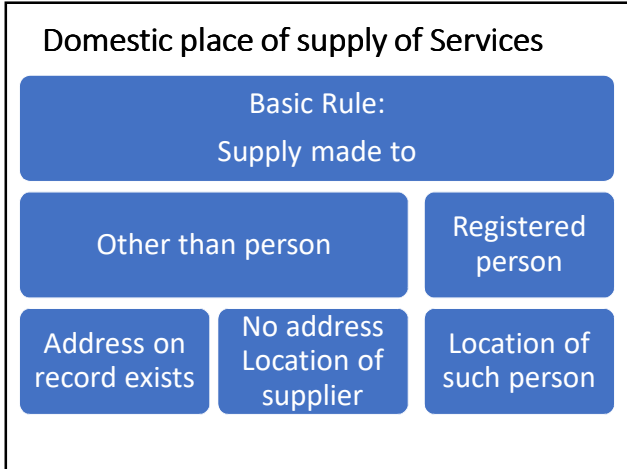 Domestic place of supply of Services
Basic Rule:
Supply made to
Other than person
Registered
person
Address on
record exists
No address
Location of
supplier
Location of
such person